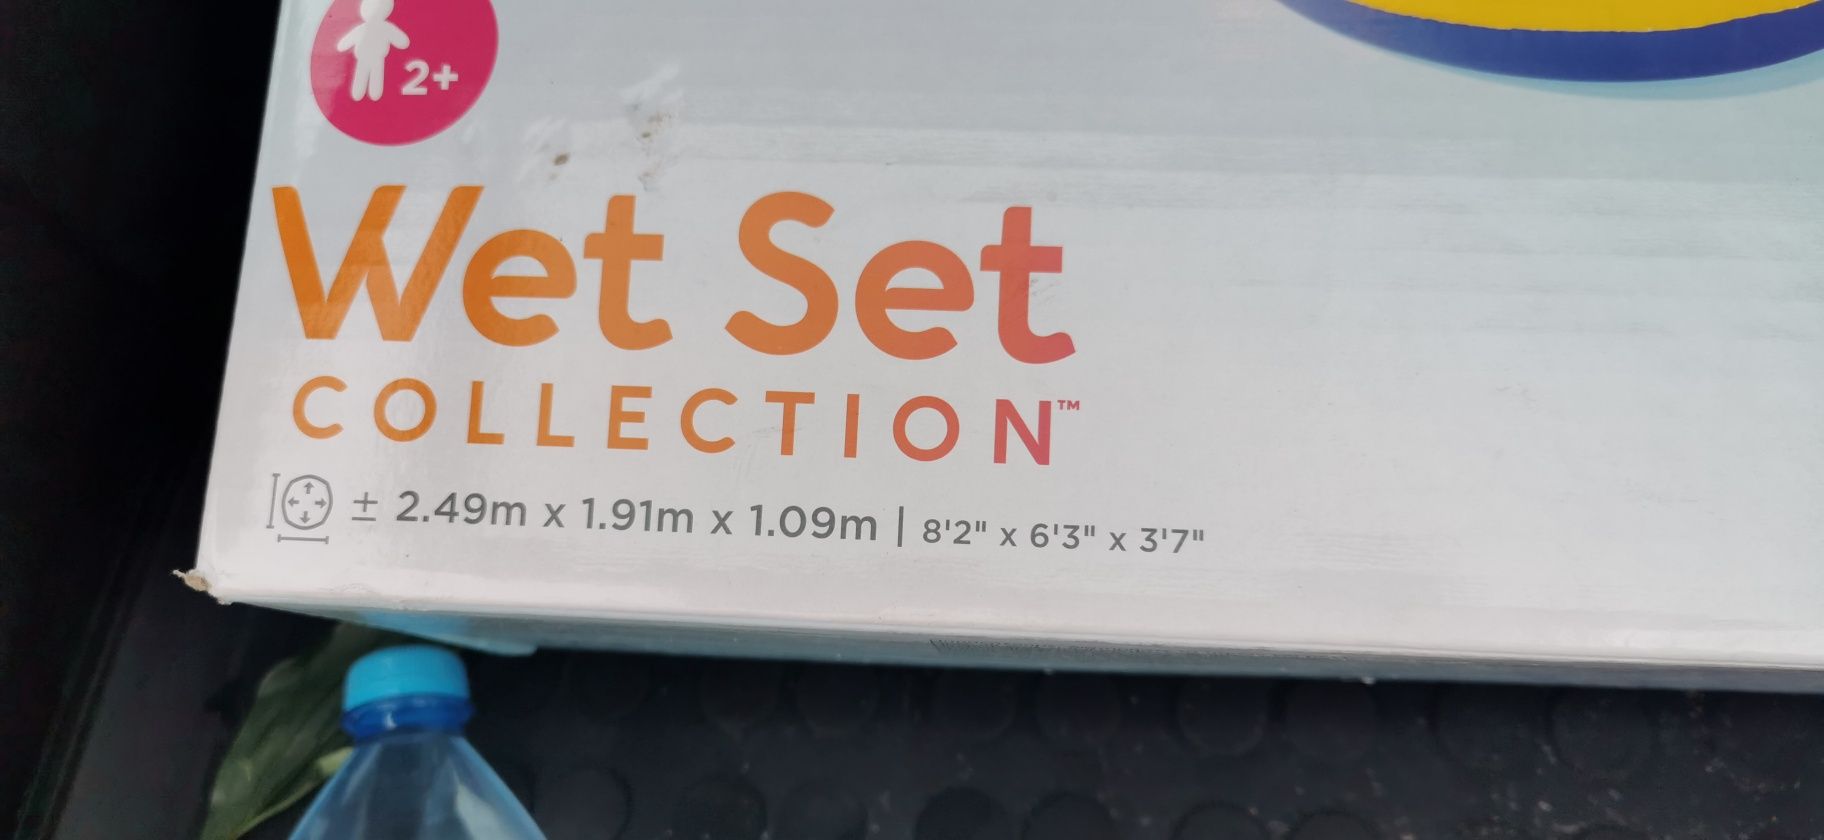 2+
Wet Set
COLLECTION™
± 2.49m x 1.91m x 1.09m | 8'2" x 6'3" x 3'7"